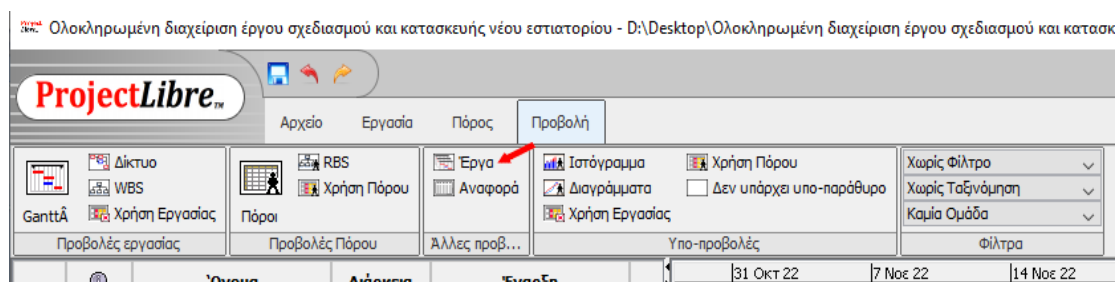 Ολοκληρωμένη διαχείριση έργου σχεδιασμού και κατασκευής νέου εστιατορίου - D:\Desktop\Ολοκληρωμένη διαχείριση έργου σχεδιασμού και κατασκ
ProjectLibre™
Αρχείο Εργασία Πόρος Προβολή
Δίκτυο RBS Έργα Ιστόγραμμα Χρήση Πόρου Χωρίς Φίλτρο
WBS Χρήση Πόρου Αναφορά Διαγράμματα Δεν υπάρχει υπο-παράθυρο Χωρίς Ταξινόμηση
GanttÂ Χρήση Εργασίας Πόροι Χρήση Εργασίας Καμία Ομάδα
Προβολές εργασίας Προβολές Πόρου Άλλες προβ... Υπο-προβολές Φίλτρα
Όνομα Διάρκεια Έναρξη 31 Οκτ 22 7 Νοε 22 14 Νοε 22